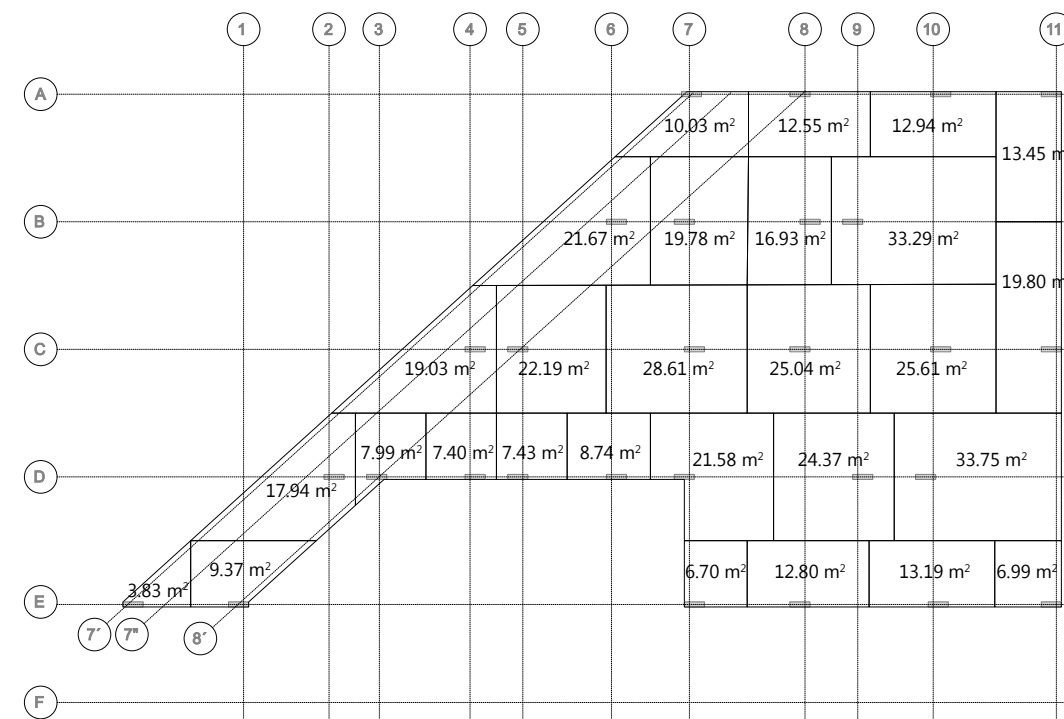 1 2 3 4 5 6 7 8 9 10 11
A
10.03 m² 12.55 m² 12.94 m²
13.45 m
B
21.67 m² 19.78 m² 16.93 m² 33.29 m²
19.80 m
C
19.03 m² 22.19 m² 28.61 m² 25.04 m² 25.61 m²
7.99 m² 7.40 m² 7.43 m² 8.74 m² 21.58 m² 24.37 m² 33.75 m²
D
17.94 m²
9.37 m² 6.70 m² 12.80 m² 13.19 m² 6.99 m²
3.83 m²
E
7´ 7" 8´
F